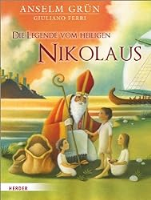 ANSELM GRÜN
GIULIANO FERRI
DIE LEGENDE VOM HEILIGEN
NIKOLAUS
HERDER